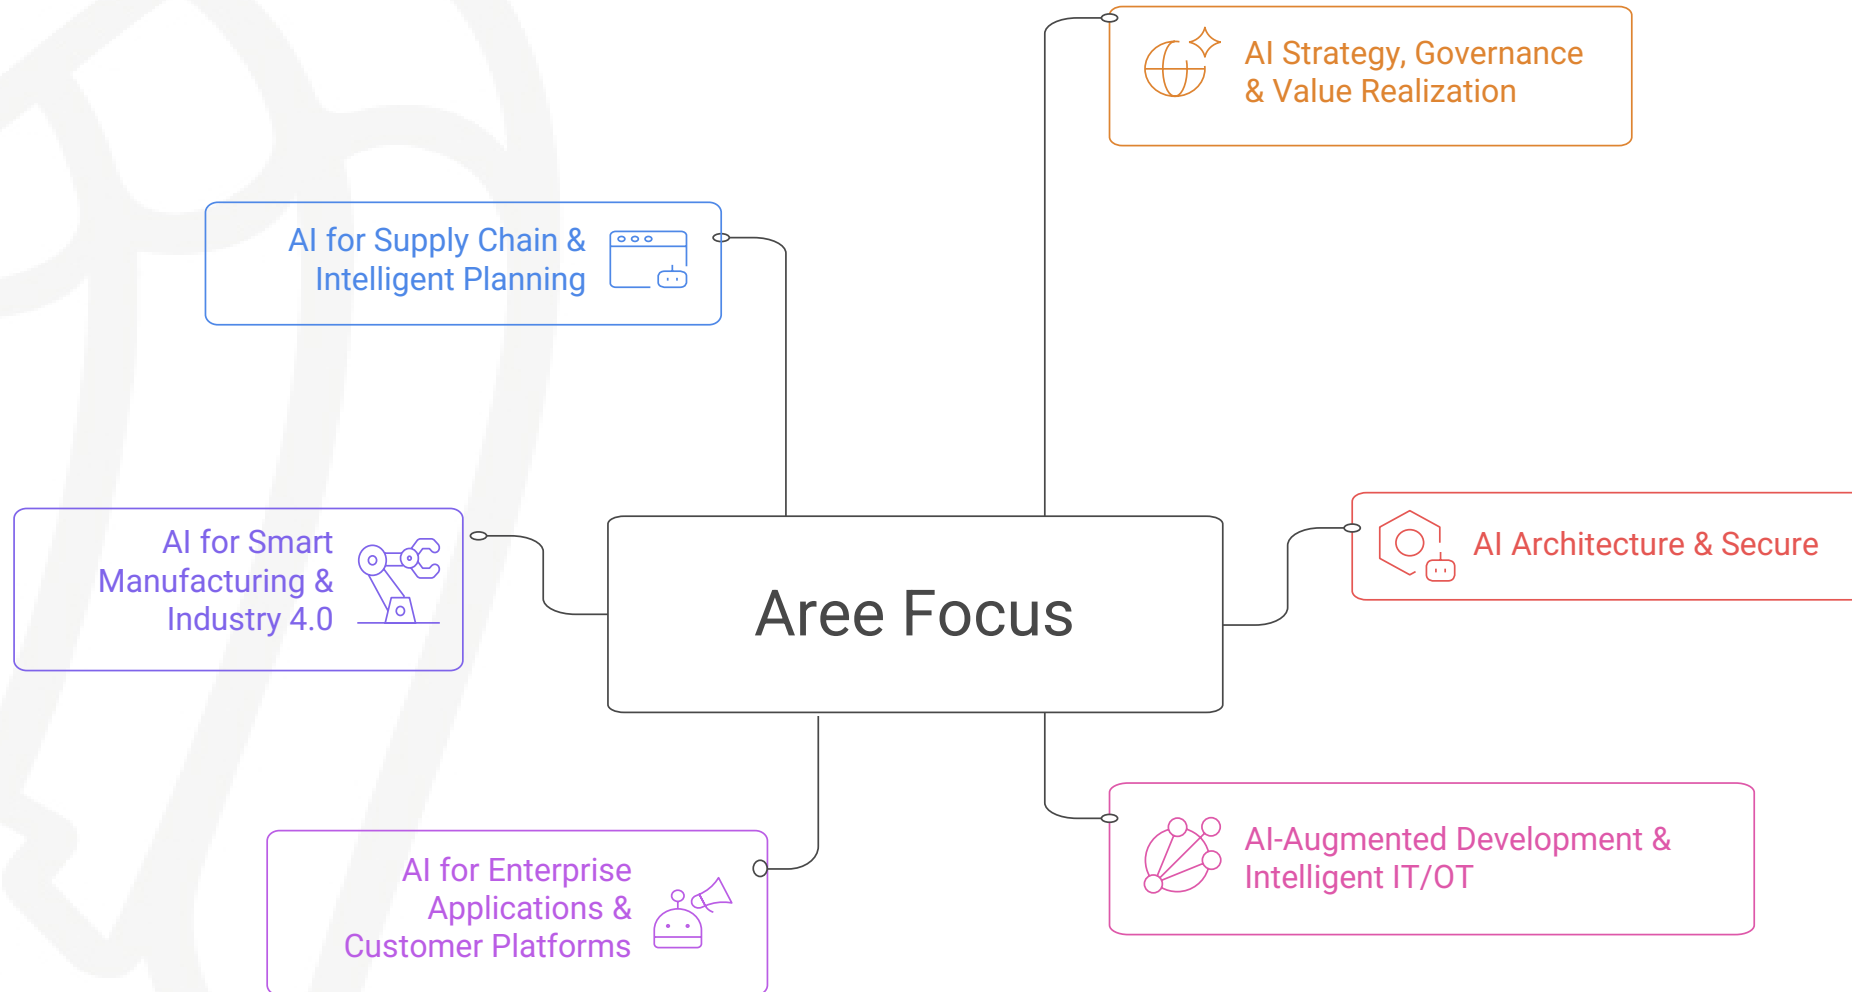 AI Strategy, Governance
& Value Realization
AI for Supply Chain &
Intelligent Planning
AI for Smart
Manufacturing &
Industry 4.0
Aree Focus
AI Architecture & Secure
AI-Augmented Development &
Intelligent IT/OT
AI for Enterprise
Applications &
Customer Platforms